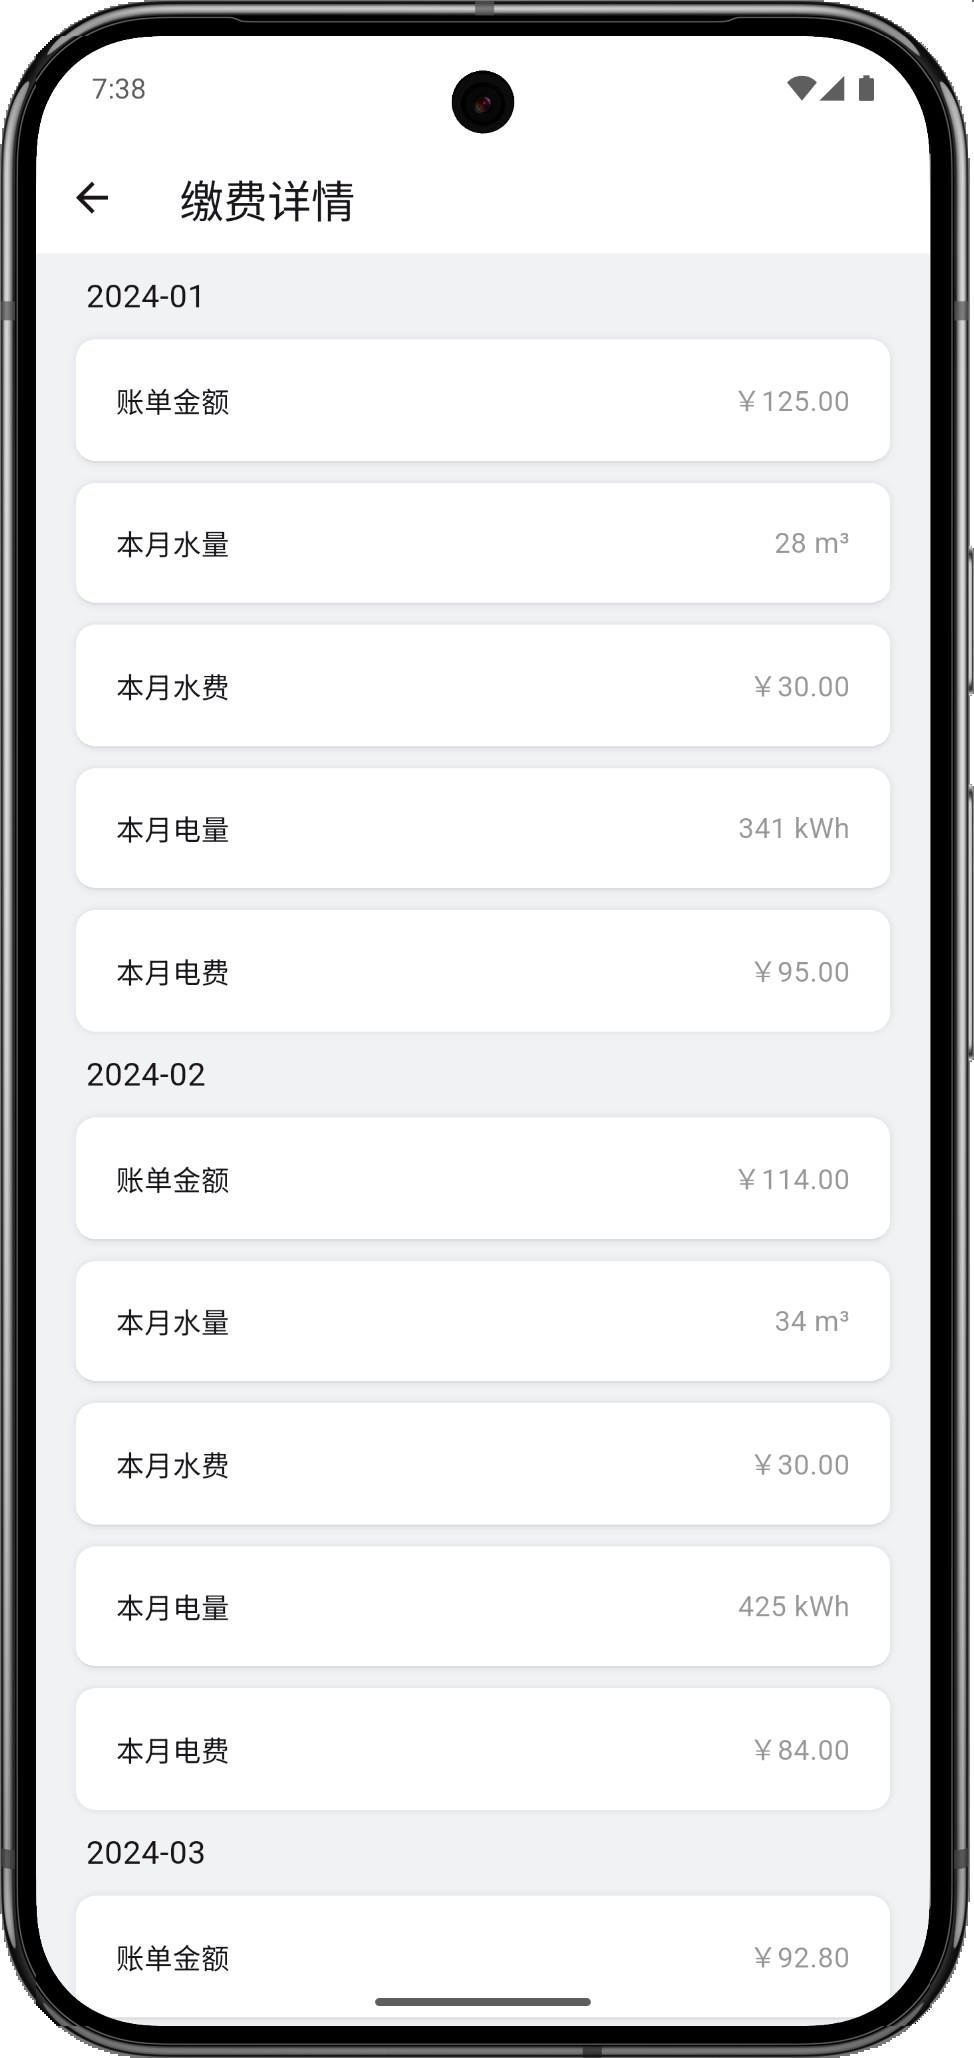 7:38
缴费详情
2024-01
账单金额 ￥125.00
本月水量 28 m³
本月水费 ￥30.00
本月电量 341 kWh
本月电费 ￥95.00
2024-02
账单金额 ￥114.00
本月水量 34 m³
本月水费 ￥30.00
本月电量 425 kWh
本月电费 ￥84.00
2024-03
账单金额 ￥92.80